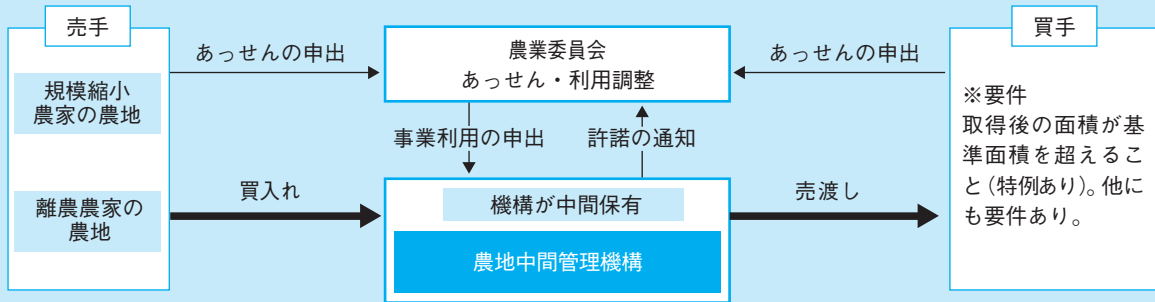 売手
規模縮小
農家の農地
離農農家の
農地
あっせんの申出
買入れ
農業委員会
あっせん・利用調整
事業利用の申出
許諾の通知
機構が中間保有
農地中間管理機構
あっせんの申出
売渡し
買手
※要件
取得後の面積が基
準面積を超えるこ
と（特例あり）。他に
も要件あり。